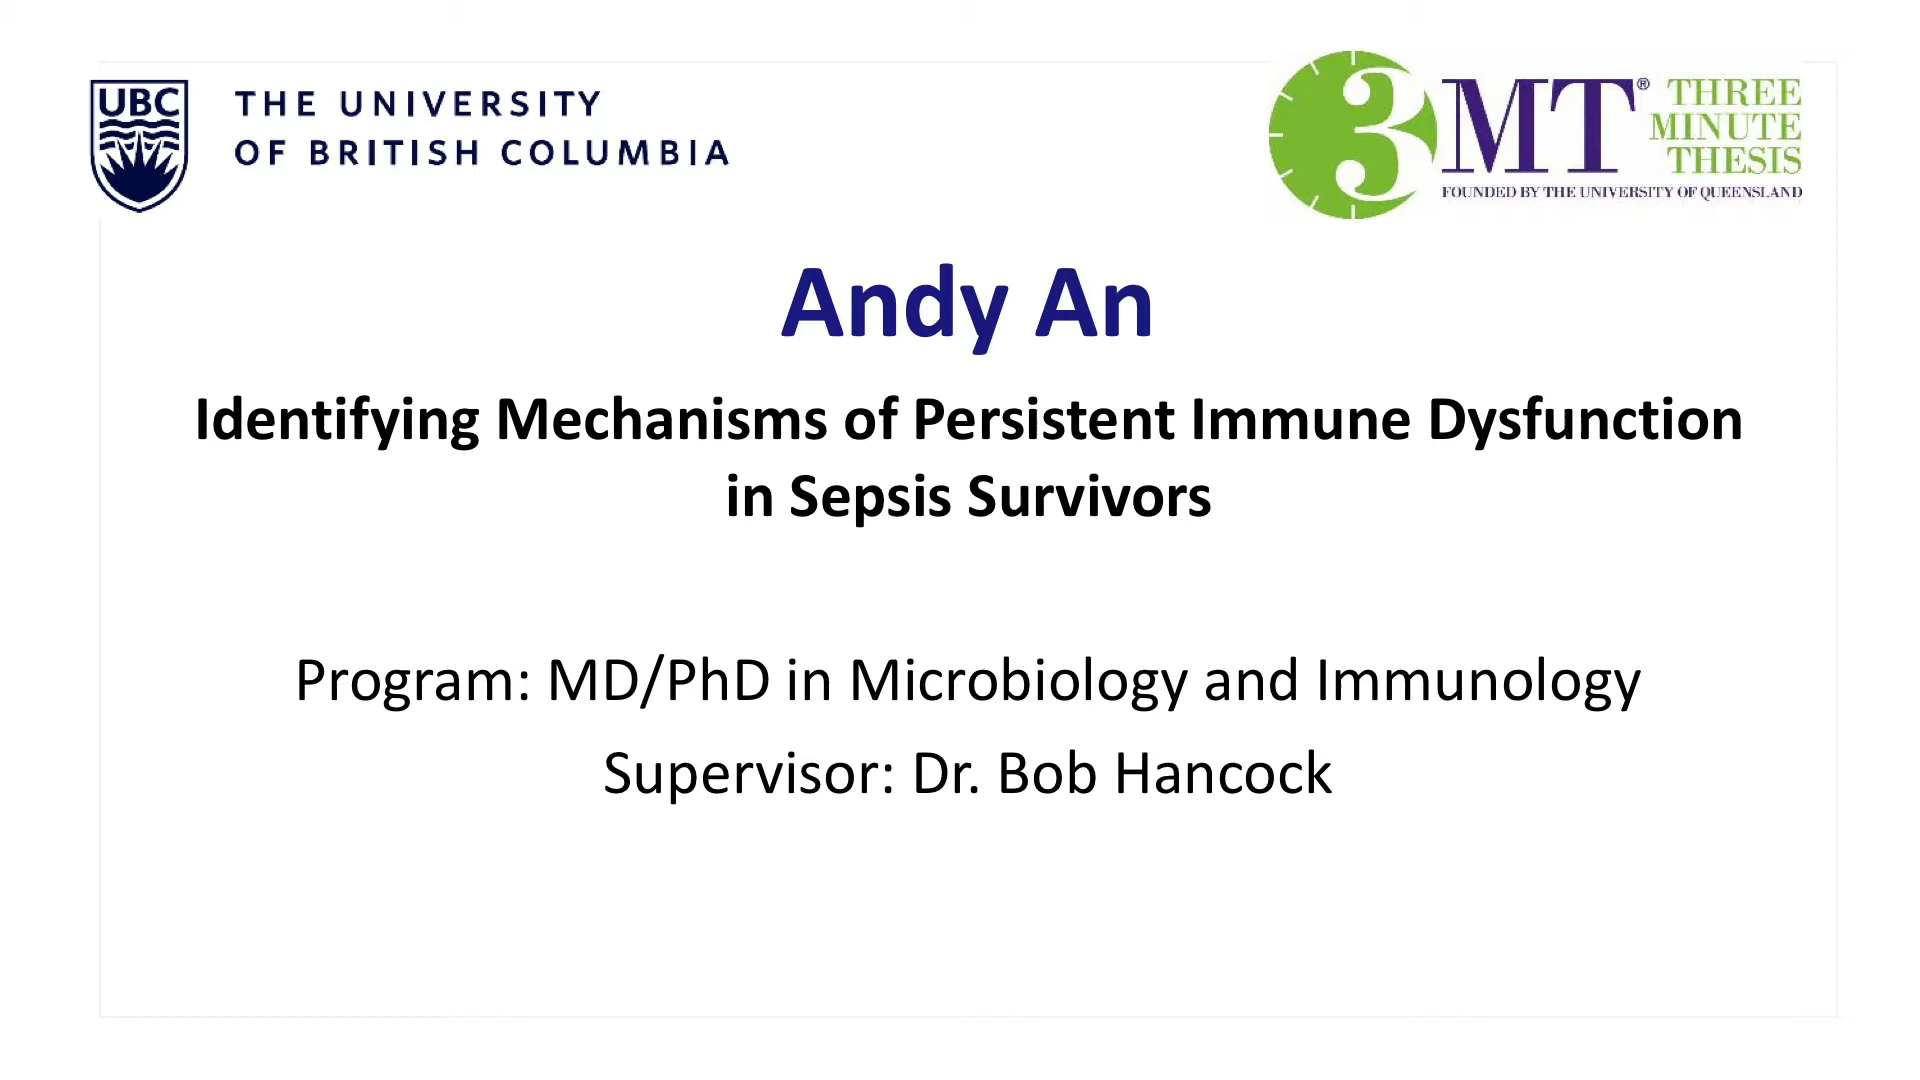 UBC
THE UNIVERSITY
OF BRITISH COLUMBIA
3MT® THREE
MINUTE
THESIS
FOUNDED BY THE UNIVERSITY OF QUEENSLAND
Andy An
Identifying Mechanisms of Persistent Immune Dysfunction
in Sepsis Survivors
Program: MD/PhD in Microbiology and Immunology
Supervisor: Dr. Bob Hancock